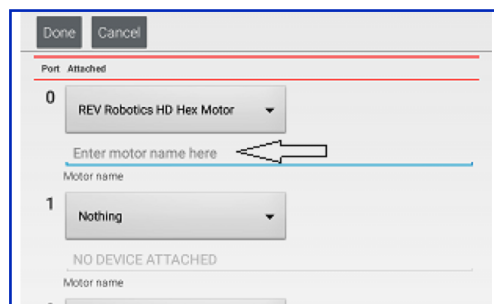 Done Cancel
Port Attached
0
REV Robotics HD Hex Motor
Enter motor name here
Motor name
1
Nothing
NO DEVICE ATTACHED
Motor name